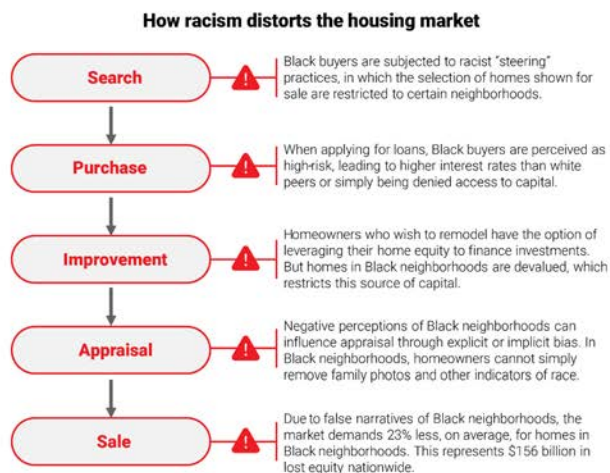 How racism distorts the housing market
Search
Black buyers are subjected to racist “steering”
practices, in which the selection of homes shown for
sale are restricted to certain neighborhoods.
Purchase
When applying for loans, Black buyers are perceived as
high-risk, leading to higher interest rates than white
peers or simply being denied access to capital.
Improvement
Homeowners who wish to remodel have the option of
leveraging their home equity to finance investments.
But homes in Black neighborhoods are devalued, which
restricts this source of capital.
Appraisal
Negative perceptions of Black neighborhoods can
influence appraisal through explicit or implicit bias. In
Black neighborhoods, homeowners cannot simply
remove family photos and other indicators of race.
Sale
Due to false narratives of Black neighborhoods, the
market demands 23% less, on average, for homes in
Black neighborhoods. This represents $156 billion in
lost equity nationwide.